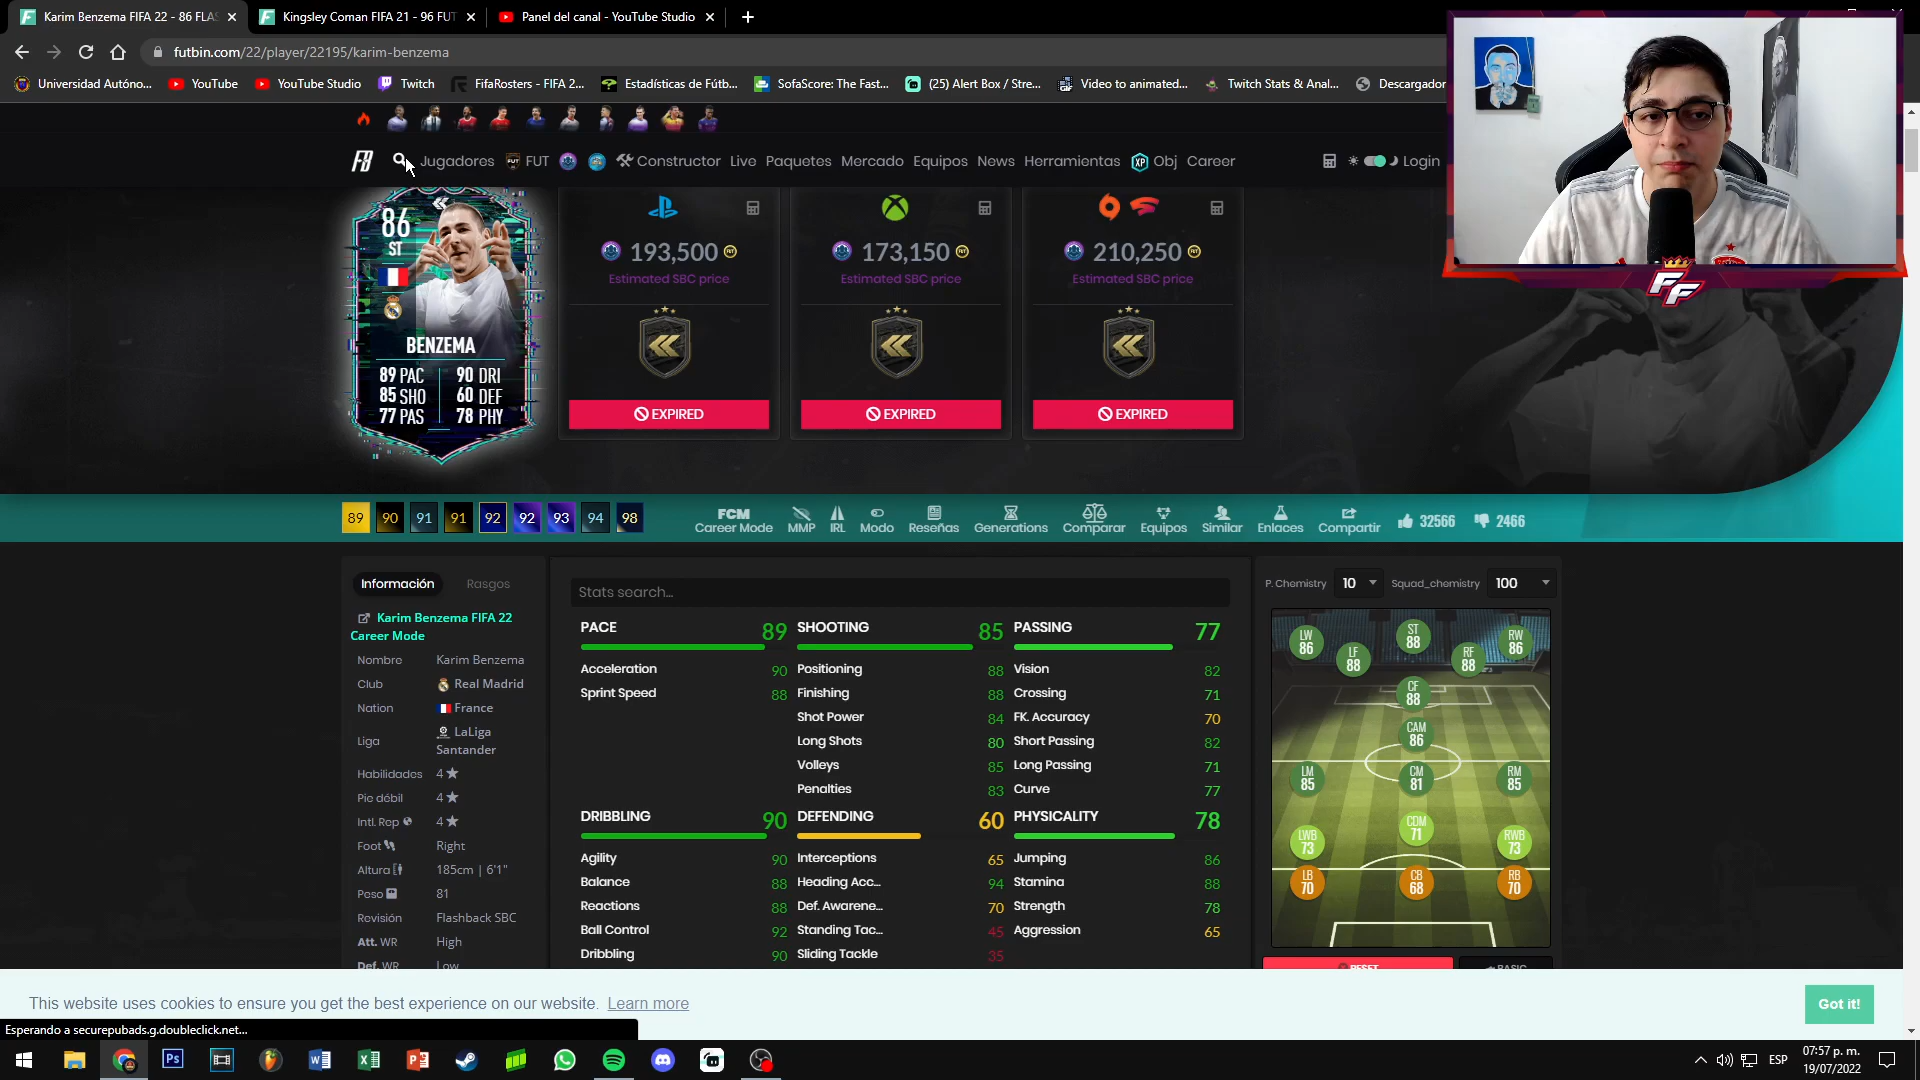 Karim Benzema FIFA 22 - 86 FLAS
Kingsley Coman FIFA 21 - 96 FUT
Panel del canal - YouTube Studio
futbin.com/22/player/22195/karim-benzema
Universidad Autóno...
YouTube
YouTube Studio
Twitch
FifaRosters - FIFA 2...
Estadísticas de Fútb...
SofaScore: The Fast...
(25) Alert Box / Stre...
Video to animated...
Twitch Stats & Anal...
Descargador
Jugadores
FUT
Constructor
Live
Paquetes
Mercado
Equipos
News
Herramientas
XP
Obj
Career
Login
FF
86
ST
BENZEMA
89 PAC 90 DRI
85 SHO 60 DEF
77 PAS 78 PHY
193,500
Estimated SBC price
EXPIRED
173,150
Estimated SBC price
EXPIRED
210,250
Estimated SBC price
EXPIRED
89 90 91 91 92 92 93 94 98
FCM
Career Mode
MMP
IRL
Modo
Reseñas
Generations
Comparar
Equipos
Similar
Enlaces
Compartir
32566
2466
Información
Rasgos
Karim Benzema FIFA 22
Career Mode
Nombre Karim Benzema
Club Real Madrid
Nation France
Liga LaLiga
Santander
Habilidades 4
Pie débil 4
Intl. Rep 4
Foot Right
Altura 185cm | 6'1"
Peso 81
Revisión Flashback SBC
Att. WR High
Def. WR Low
Stats search...
PACE 89
Acceleration 90
Sprint Speed 88
SHOOTING 85
Positioning 88
Finishing 88
Shot Power 84
Long Shots 80
Volleys 85
Penalties 83
PASSING 77
Vision 82
Crossing 71
FK. Accuracy 70
Short Passing 82
Long Passing 71
Curve 77
DRIBBLING 90
Agility 90
Balance 88
Reactions 88
Ball Control 92
Dribbling 90
DEFENDING 60
Interceptions 65
Heading Acc... 94
Def. Awarene... 70
Standing Tac... 45
Sliding Tackle 35
PHYSICALITY 78
Jumping 86
Stamina 88
Strength 78
Aggression 65
P. Chemistry 10
Squad_chemistry 100
LW
86
ST
88
RW
86
LF
88
RF
88
CF
88
CAM
86
LM
85
CM
81
RM
85
CDM
71
LWB
73
RWB
73
LB
70
CB
68
RB
70
RESET
BASIC
This website uses cookies to ensure you get the best experience on our website. Learn more
Got it!
Esperando a securepubads.g.doubleclick.net...
Ps
ESP
07:57 p. m.
19/07/2022